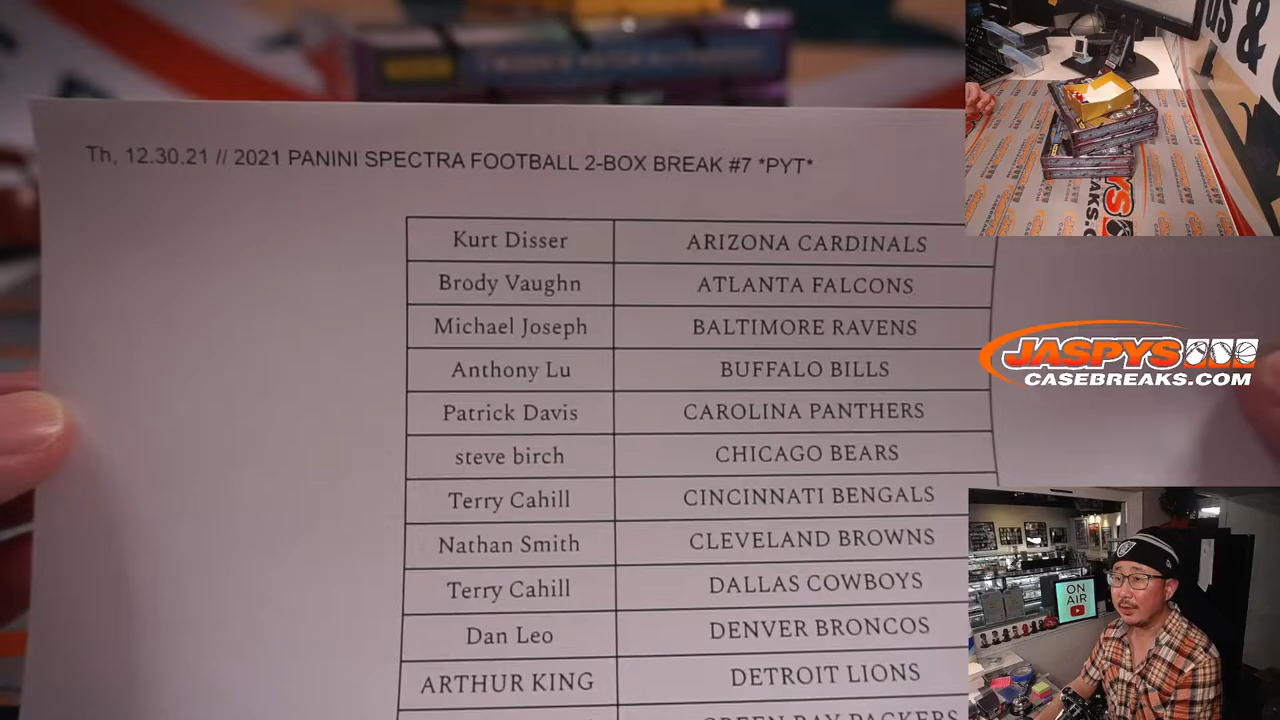 Th, 12.30.21 // 2021 PANINI SPECTRA FOOTBALL 2-BOX BREAK #7 *PYT*
Kurt Disser ARIZONA CARDINALS
Brody Vaughn ATLANTA FALCONS
Michael Joseph BALTIMORE RAVENS
Anthony Lu BUFFALO BILLS
Patrick Davis CAROLINA PANTHERS
steve birch CHICAGO BEARS
Terry Cahill CINCINNATI BENGALS
Nathan Smith CLEVELAND BROWNS
Terry Cahill DALLAS COWBOYS
Dan Leo DENVER BRONCOS
ARTHUR KING DETROIT LIONS
GREEN BAY PACKERS
JASPYS
CASEBREAKS.COM
ON
AIR